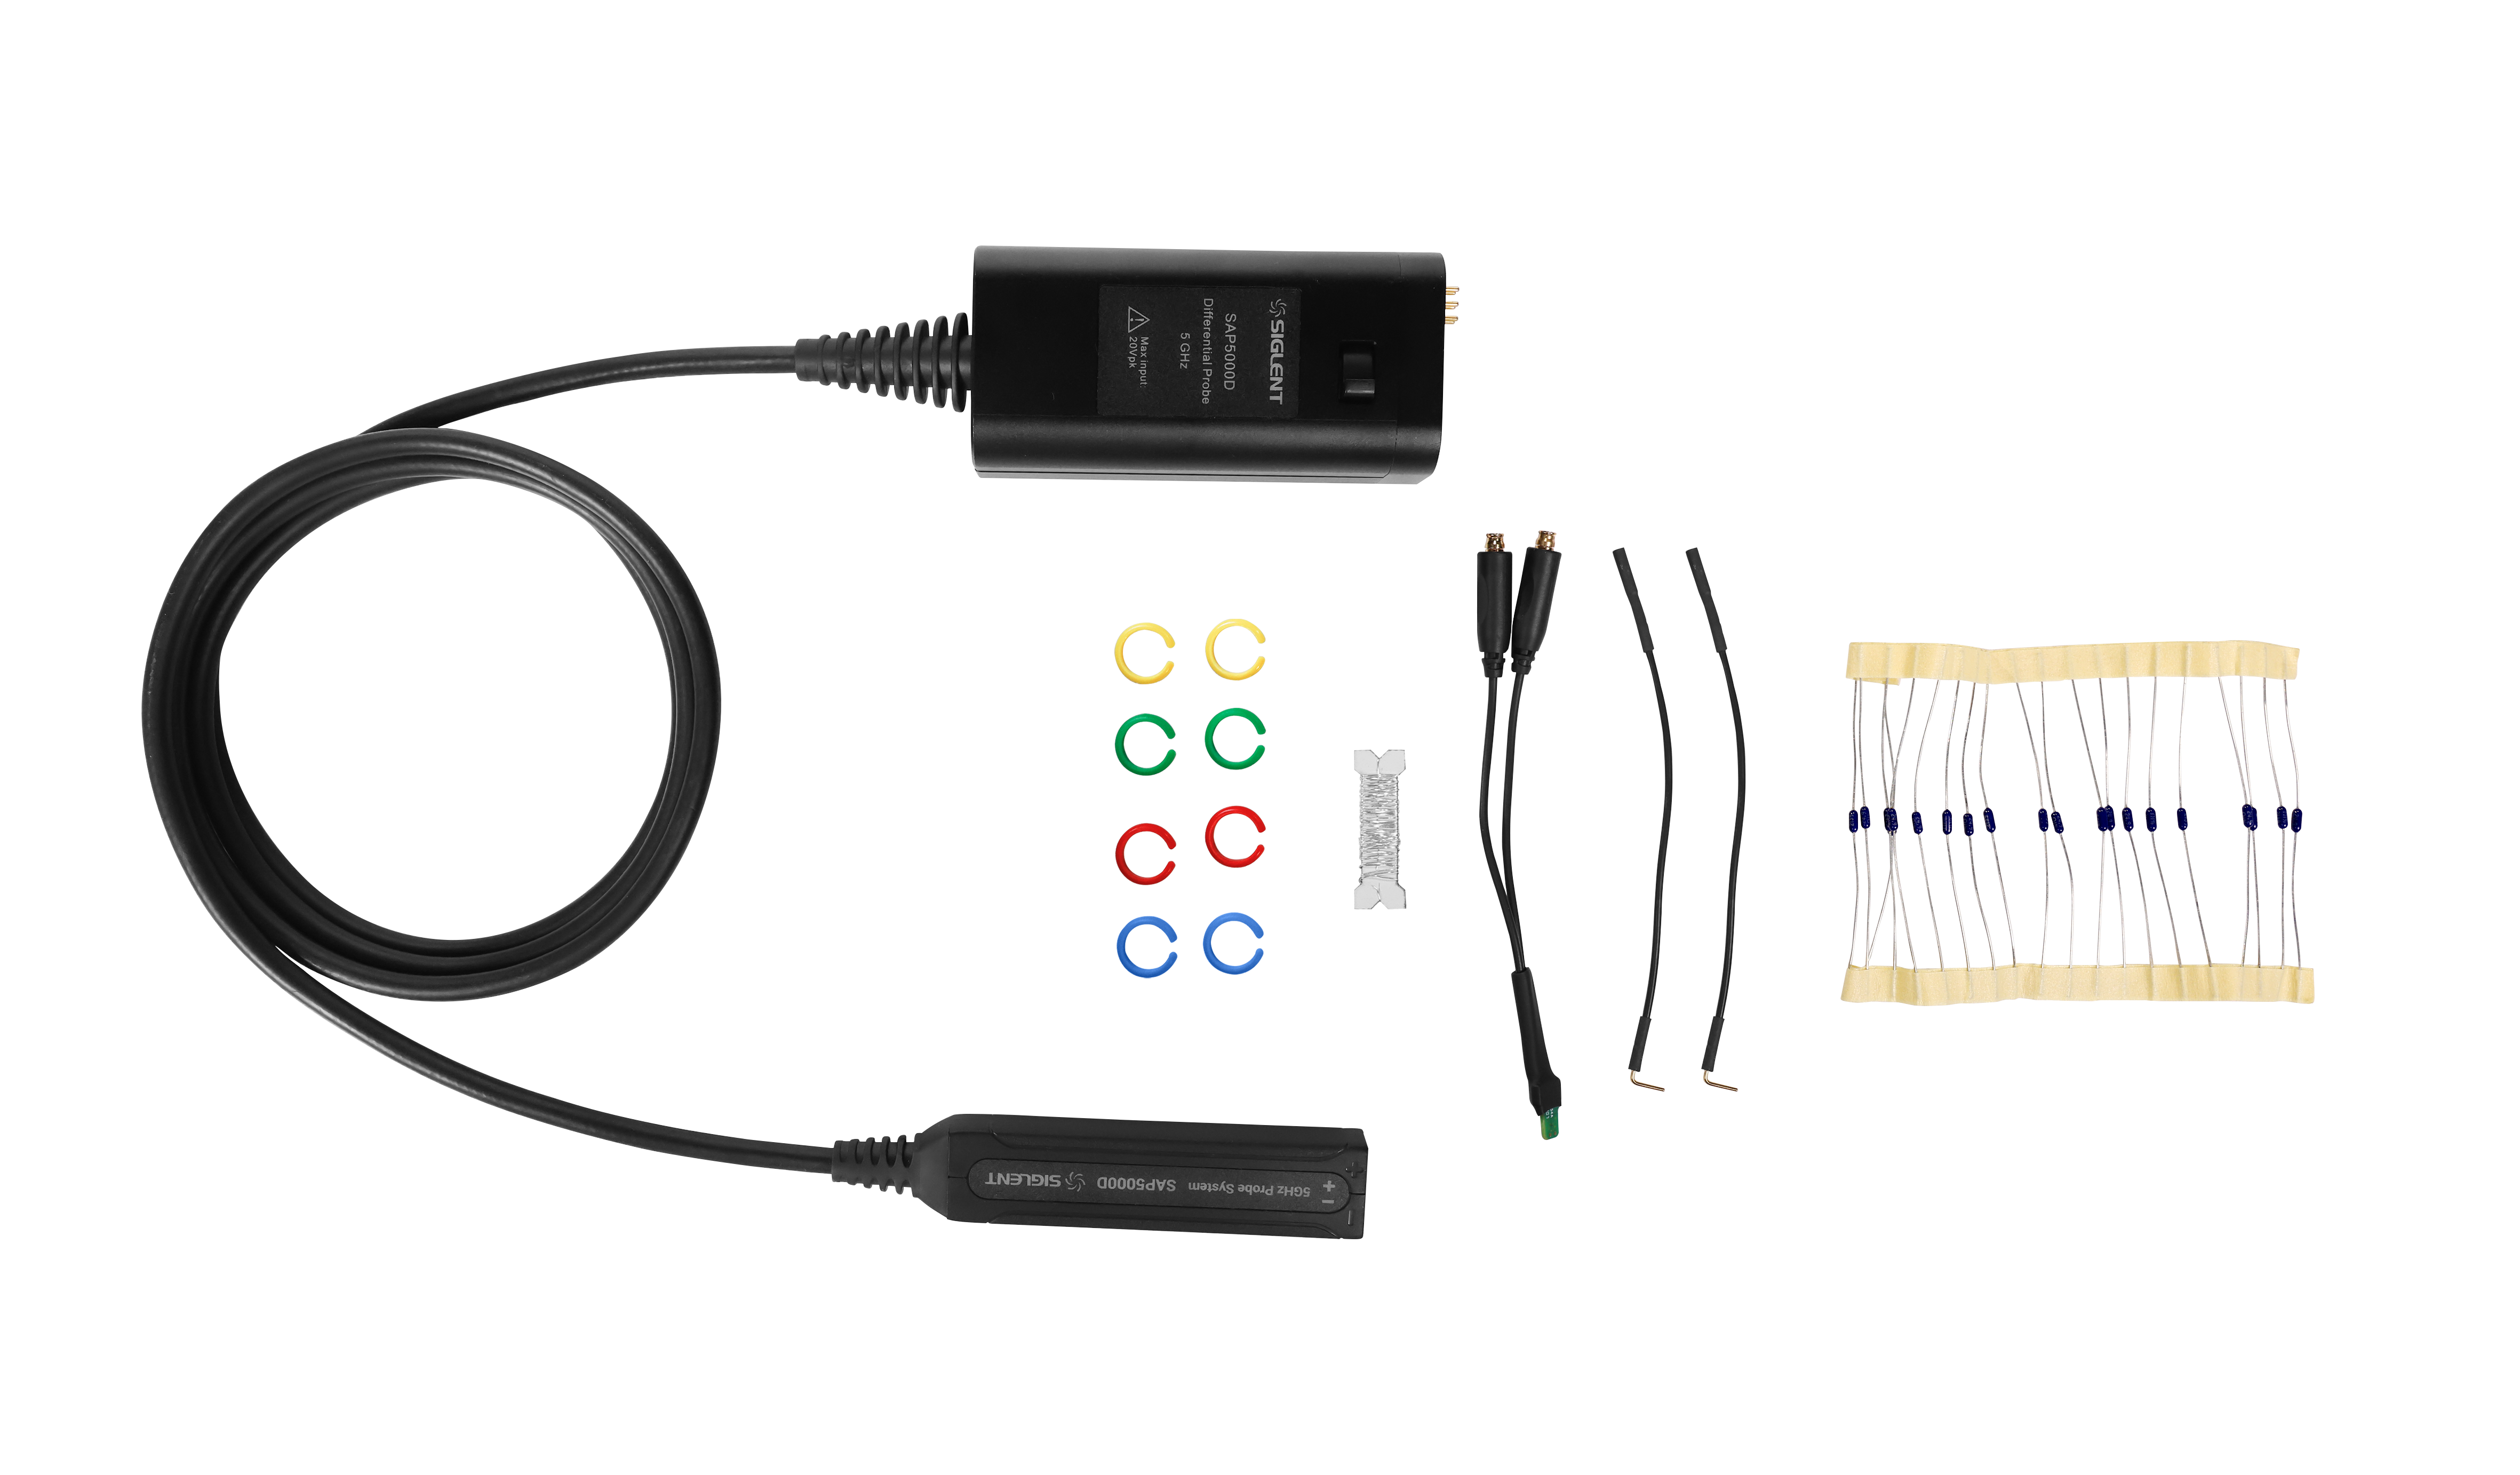 SIGLENT
SAP5000D
Differential Probe
5 GHz
Max input:
20Vpk
SIGLENT SAP5000D 5GHz Probe System
+ −
+ −